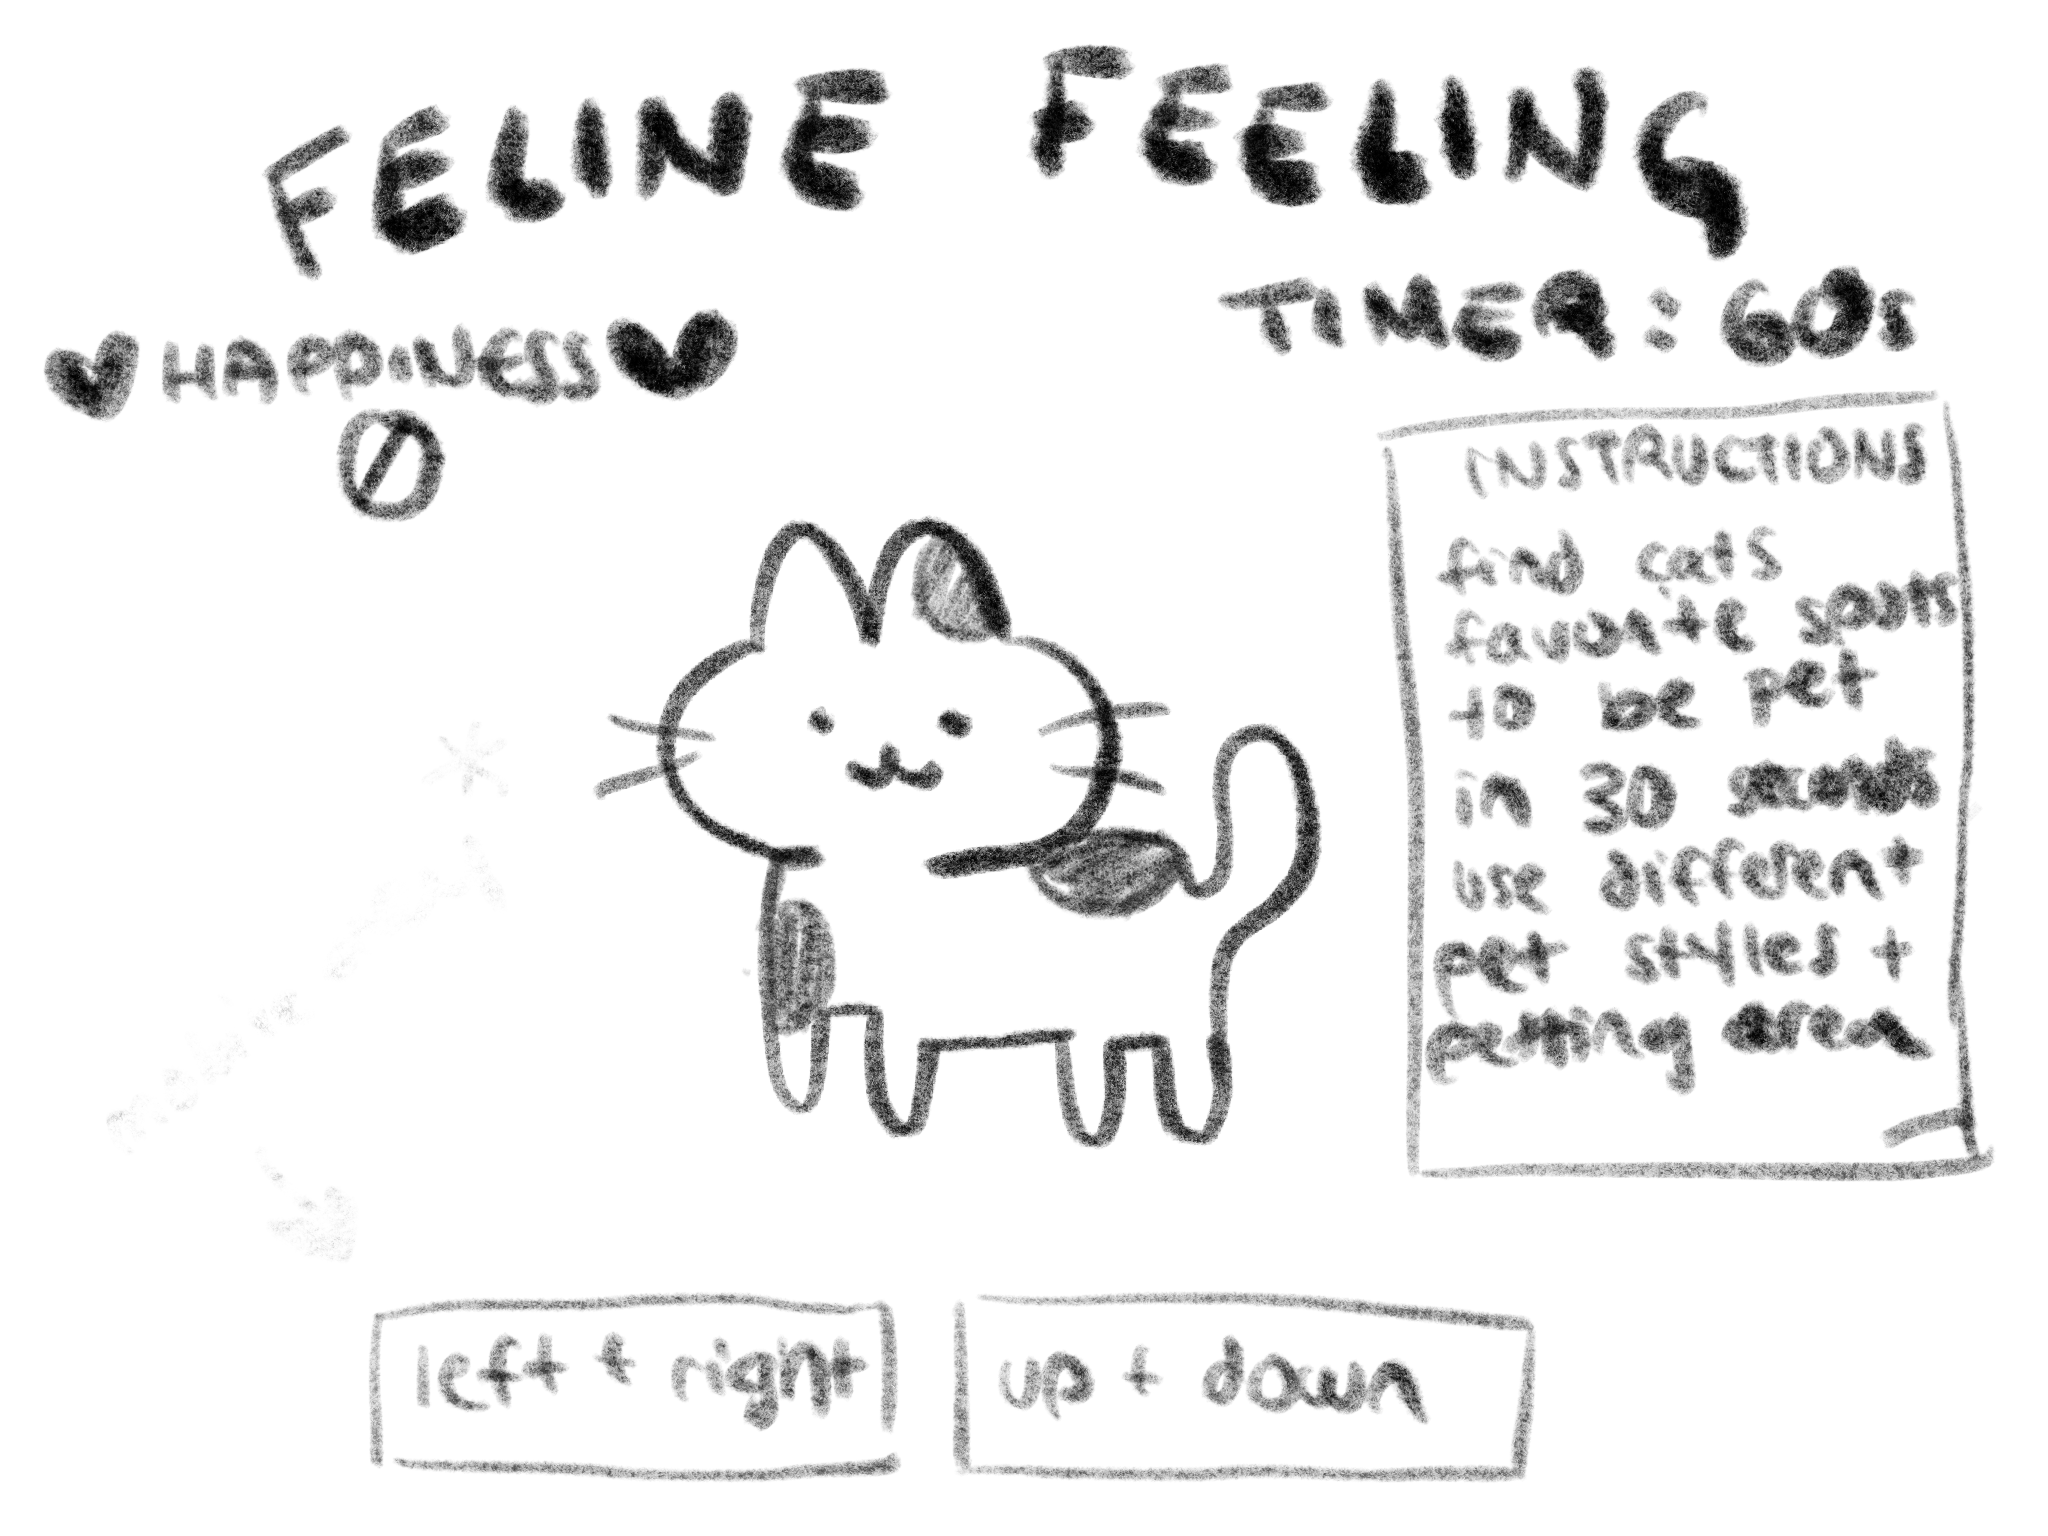 FELINE FEELING
TIMER: 60s
HAPPINESS
0
INSTRUCTIONS
find cats
favorite spots
to be pet
in 30 seconds
use different
pet styles +
petting area
left + right
up + down